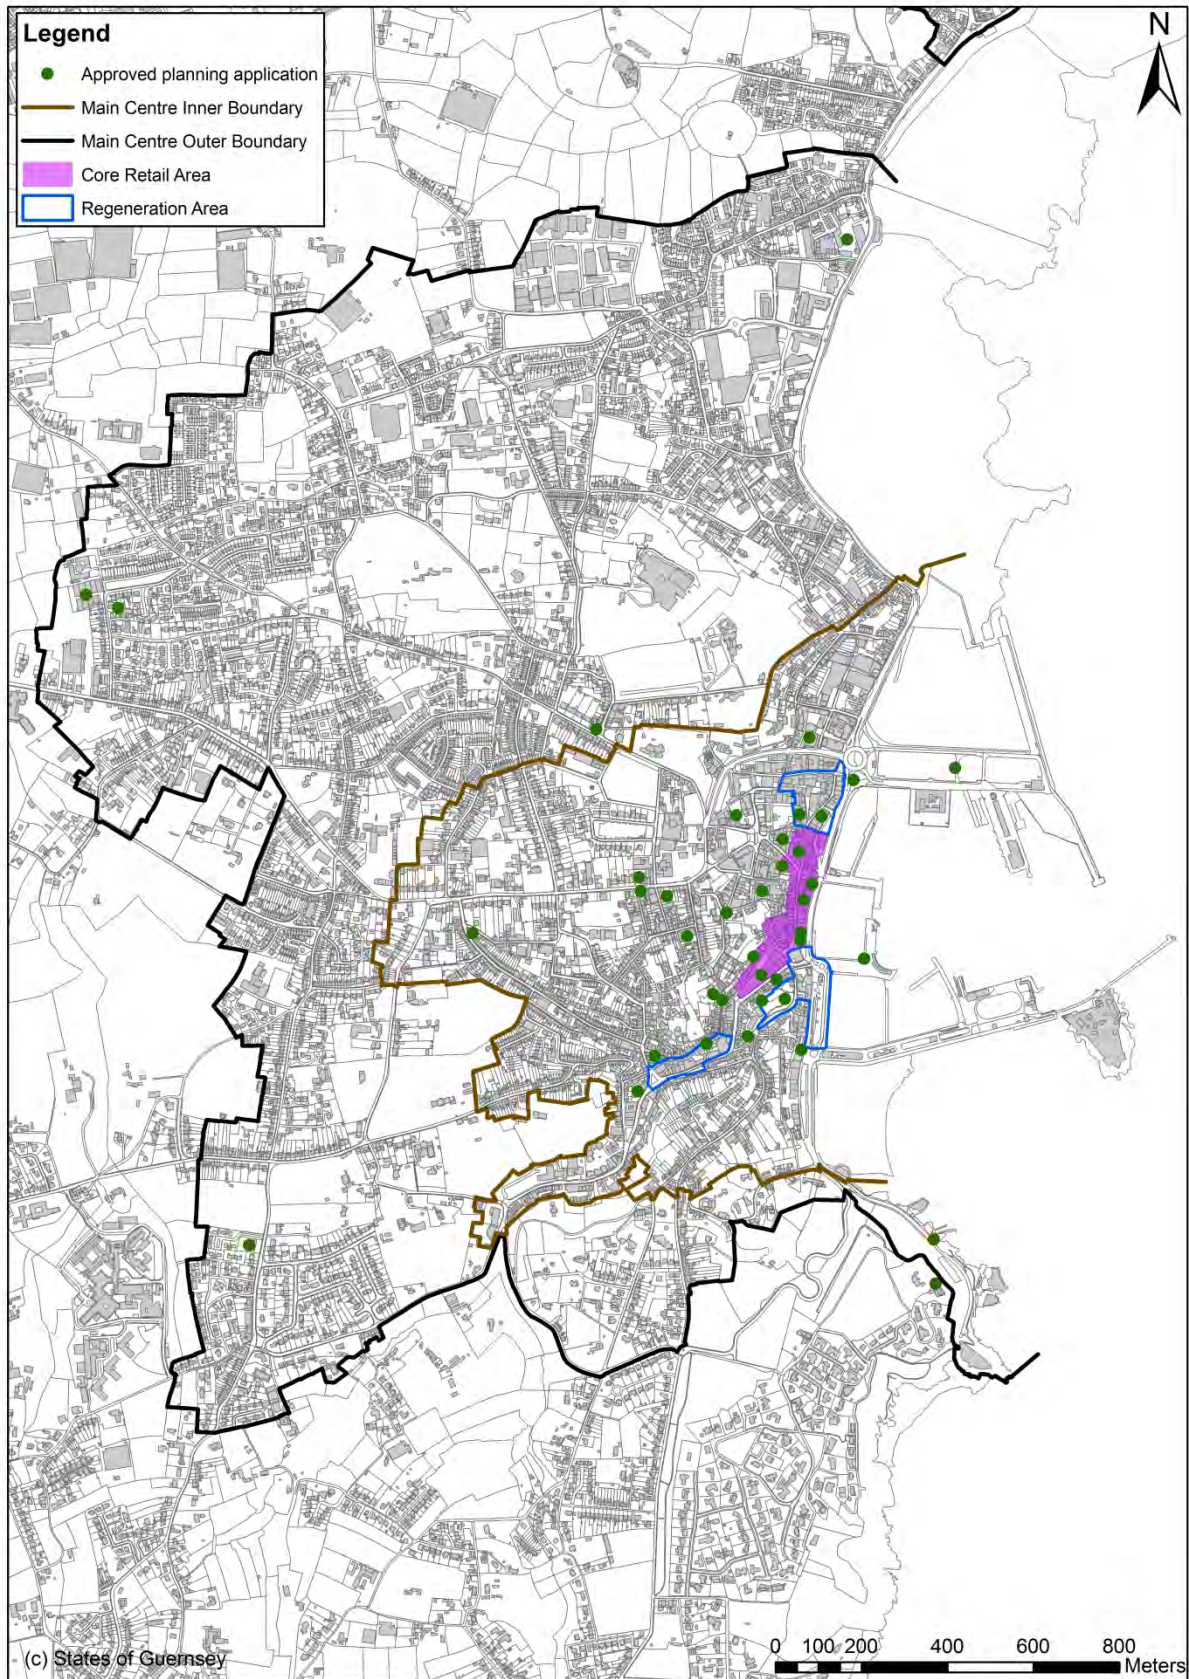 Legend
Approved planning application
Main Centre Inner Boundary
Main Centre Outer Boundary
Core Retail Area
Regeneration Area
N
(c) States of Guernsey
0 100 200 400 600 800
Meters